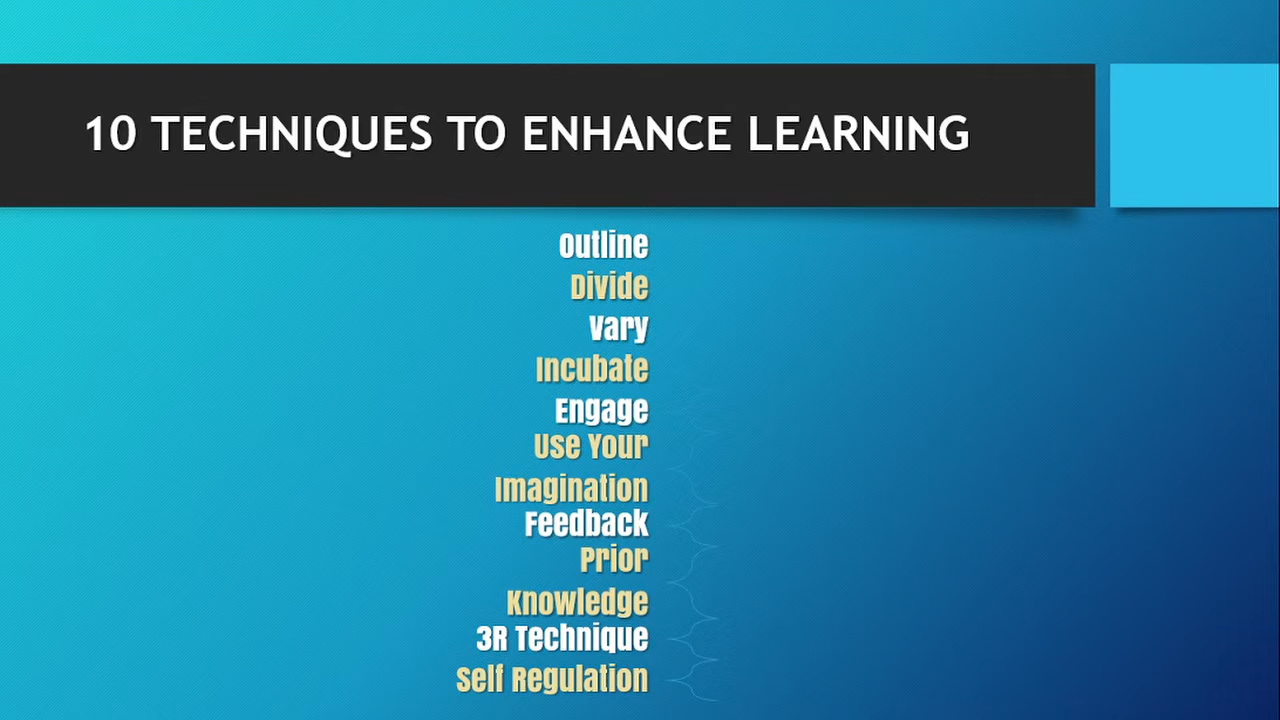 10 TECHNIQUES TO ENHANCE LEARNING
Outline
Divide
Vary
Incubate
Engage
Use Your
Imagination
Feedback
Prior
Knowledge
3R Technique
Self Regulation